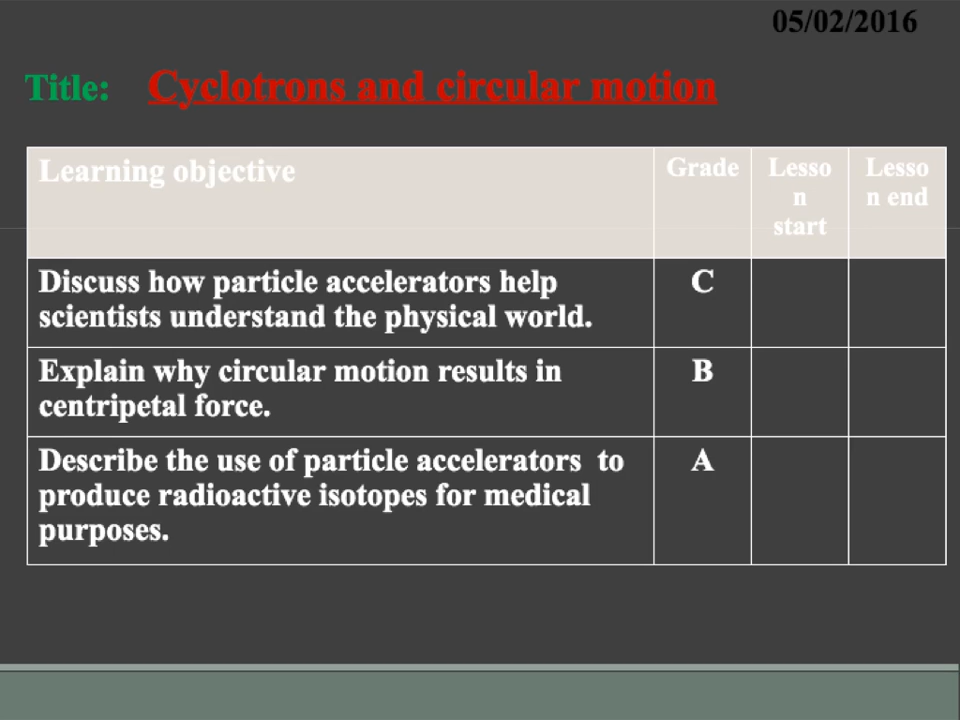 05/02/2016
Title: Cyclotrons and circular motion
Learning objective Grade Lesso Lesso
n n end
start
Discuss how particle accelerators help C
scientists understand the physical world.
Explain why circular motion results in B
centripetal force.
Describe the use of particle accelerators to A
produce radioactive isotopes for medical
purposes.